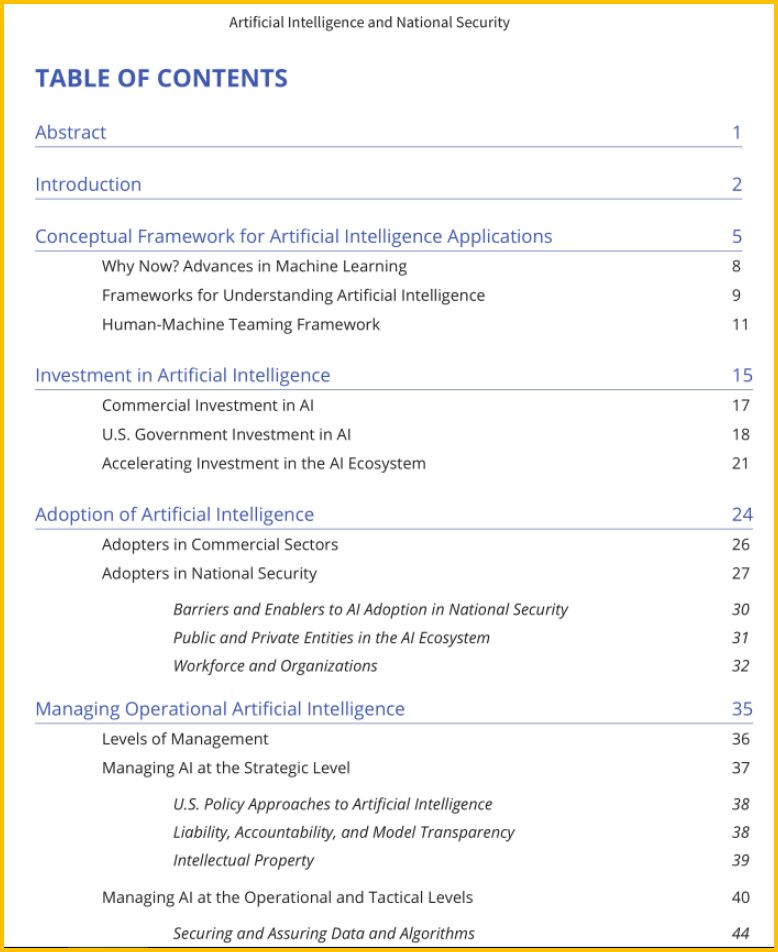 Artificial Intelligence and National Security
TABLE OF CONTENTS
Abstract 1
Introduction 2
Conceptual Framework for Artificial Intelligence Applications 5
Why Now? Advances in Machine Learning 8
Frameworks for Understanding Artificial Intelligence 9
Human-Machine Teaming Framework 11
Investment in Artificial Intelligence 15
Commercial Investment in AI 17
U.S. Government Investment in AI 18
Accelerating Investment in the AI Ecosystem 21
Adoption of Artificial Intelligence 24
Adopters in Commercial Sectors 26
Adopters in National Security 27
Barriers and Enablers to AI Adoption in National Security 30
Public and Private Entities in the AI Ecosystem 31
Workforce and Organizations 32
Managing Operational Artificial Intelligence 35
Levels of Management 36
Managing AI at the Strategic Level 37
U.S. Policy Approaches to Artificial Intelligence 38
Liability, Accountability, and Model Transparency 38
Intellectual Property 39
Managing AI at the Operational and Tactical Levels 40
Securing and Assuring Data and Algorithms 44